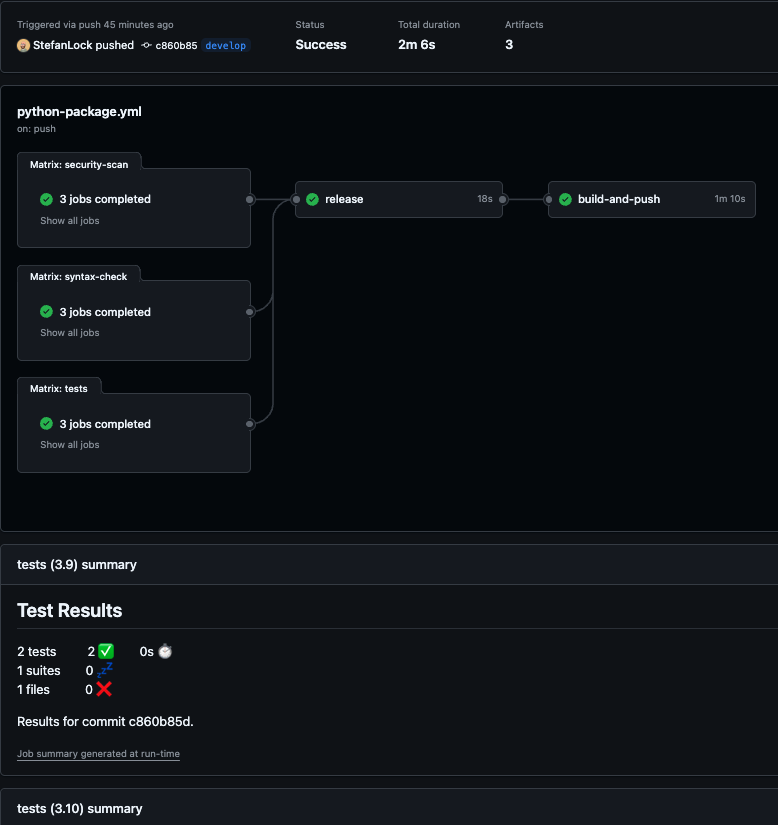 Triggered via push 45 minutes ago
StefanLock pushed c860b85 develop
Status
Success
Total duration
2m 6s
Artifacts
3
python-package.yml
on: push
Matrix: security-scan
3 jobs completed
Show all jobs
release 18s
build-and-push 1m 10s
Matrix: syntax-check
3 jobs completed
Show all jobs
Matrix: tests
3 jobs completed
Show all jobs
tests (3.9) summary
Test Results
2 tests 2 ✅ 0s ⏱️
1 suites 0 💤
1 files 0 ❌
Results for commit c860b85d.
Job summary generated at run-time
tests (3.10) summary